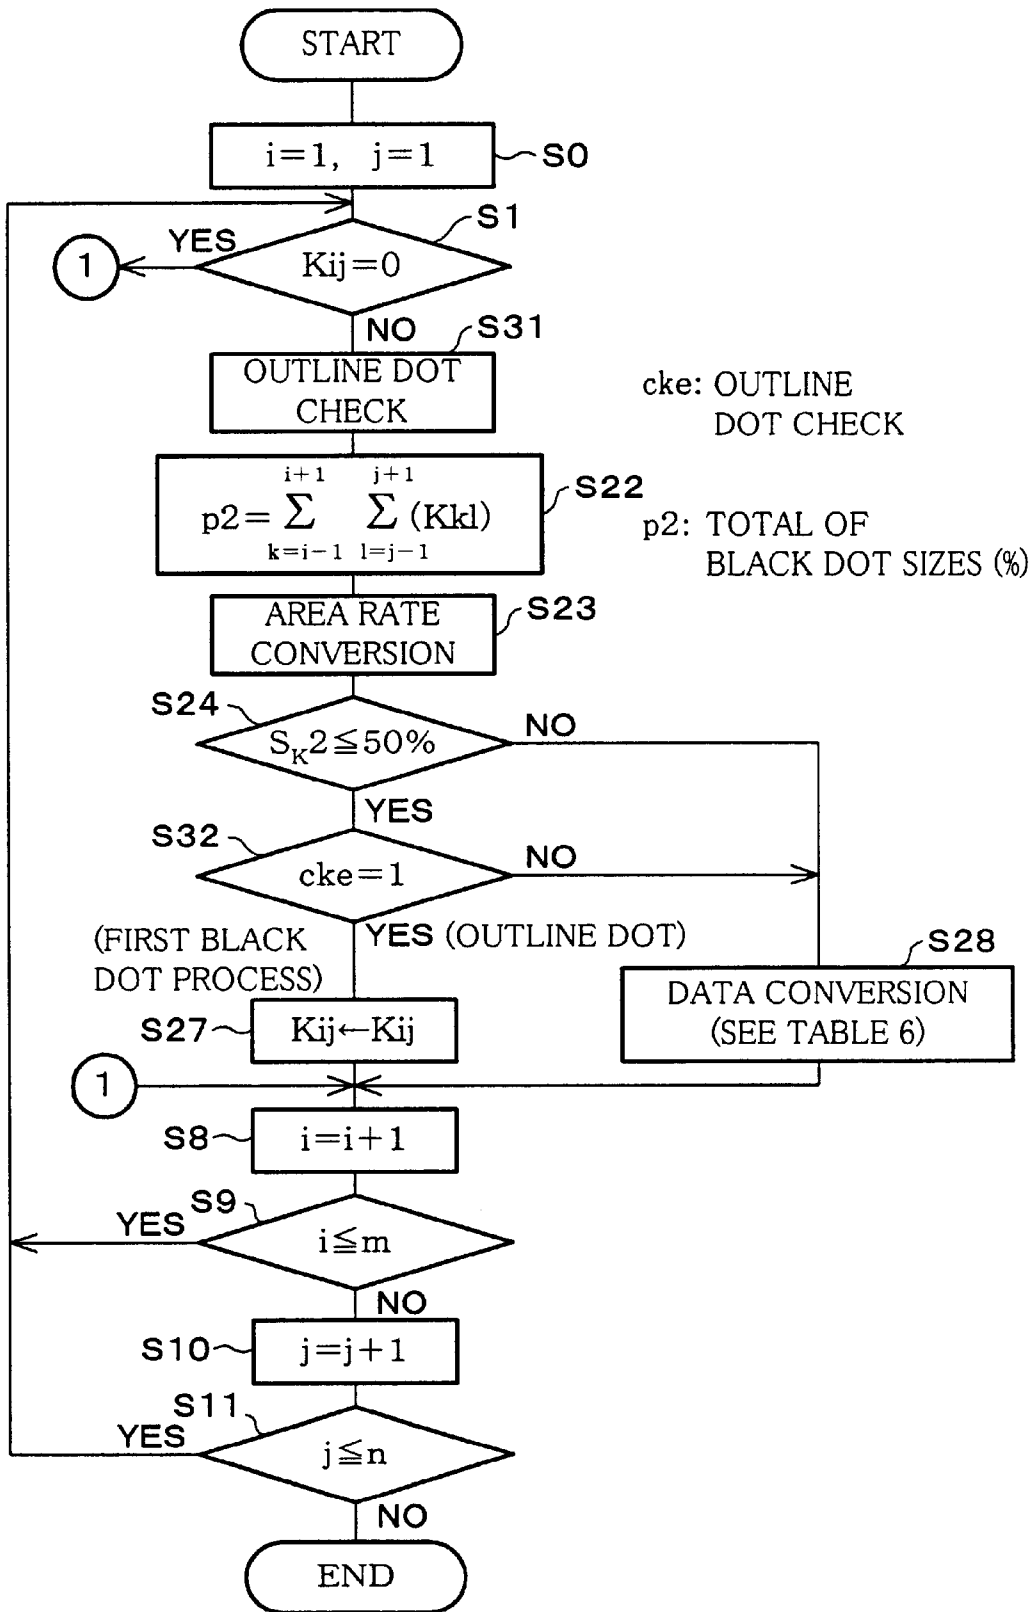 START
i=1, j=1
S0
S1
YES
1
Kij=0
NO
S31
OUTLINE DOT
CHECK
cke: OUTLINE
DOT CHECK
i+1 j+1
p2=Σ Σ(Kkl)
k=i-1 l=j-1
S22
p2: TOTAL OF
BLACK DOT SIZES (%)
AREA RATE
CONVERSION
S23
S24
SK2≦50%
NO
YES
S32
cke=1
NO
YES (OUTLINE DOT)
(FIRST BLACK
DOT PROCESS)
S28
DATA CONVERSION
(SEE TABLE 6)
S27
Kij←Kij
1
S8
i=i+1
S9
YES
i≦m
NO
S10
j=j+1
S11
YES
j≦n
NO
END